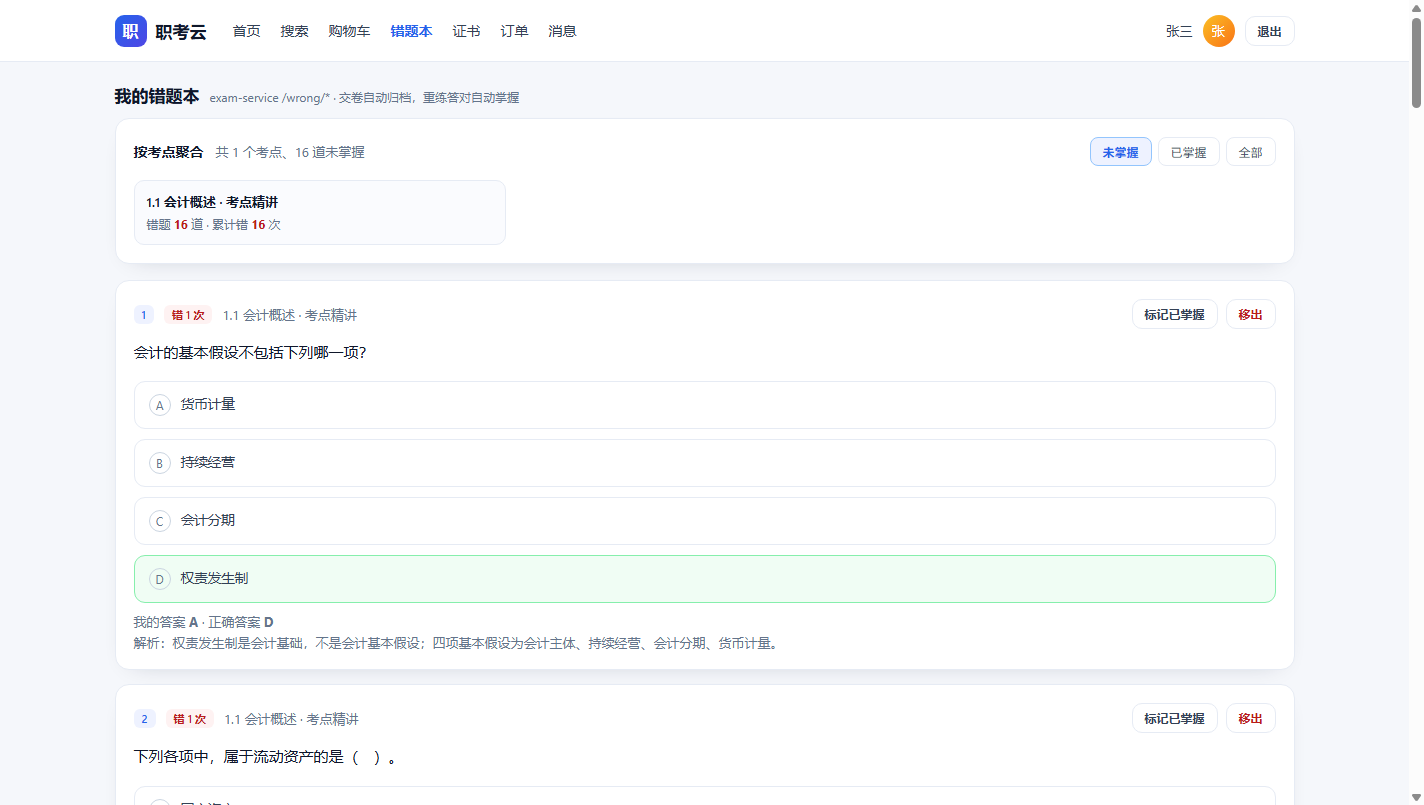 职 职考云 首页 搜索 购物车 错题本 证书 订单 消息 张三 张 退出
我的错题本 exam-service /wrong/* · 交卷自动归档，重练答对自动掌握
按考点聚合 共 1 个考点、16 道未掌握 未掌握 已掌握 全部
1.1 会计概述 · 考点精讲
错题 16 道 · 累计错 16 次
1 错 1 次 1.1 会计概述 · 考点精讲 标记已掌握 移出
会计的基本假设不包括下列哪一项？
A 货币计量
B 持续经营
C 会计分期
D 权责发生制
我的答案 A · 正确答案 D
解析：权责发生制是会计基础，不是会计基本假设；四项基本假设为会计主体、持续经营、会计分期、货币计量。
2 错 1 次 1.1 会计概述 · 考点精讲 标记已掌握 移出
下列各项中，属于流动资产的是（　）。